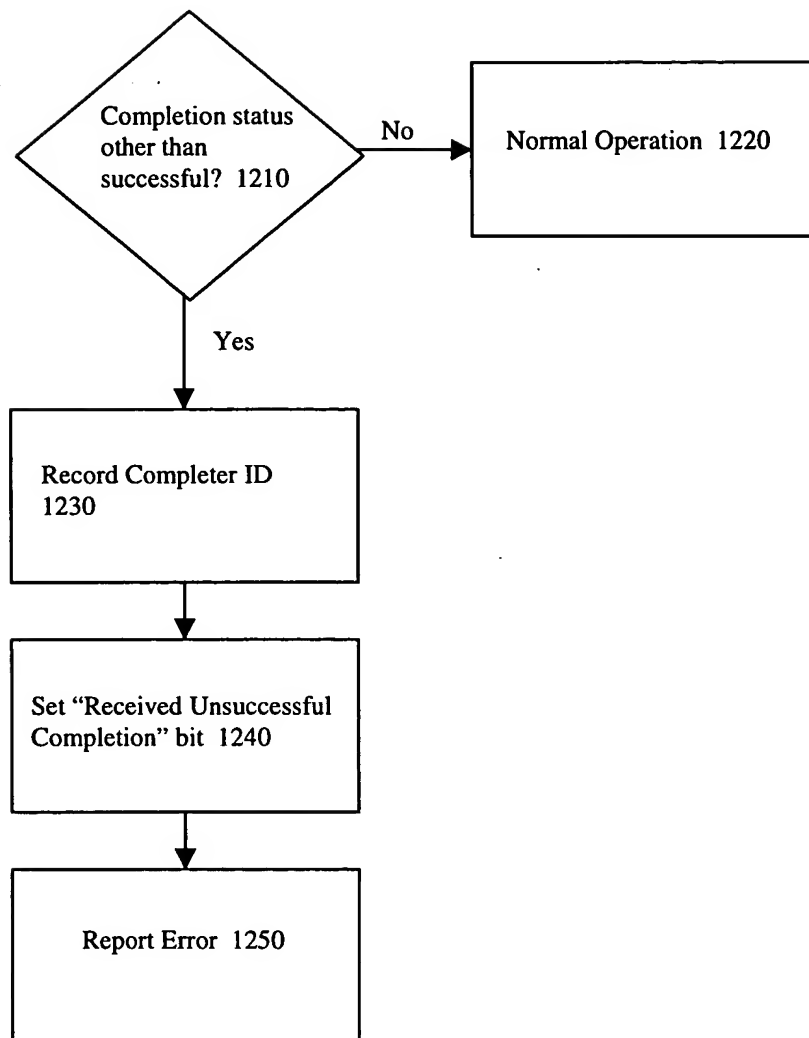 Completion status
other than
successful? 1210
No
Normal Operation 1220
Yes
Record Completer ID
1230
Set “Received Unsuccessful
Completion” bit 1240
Report Error 1250